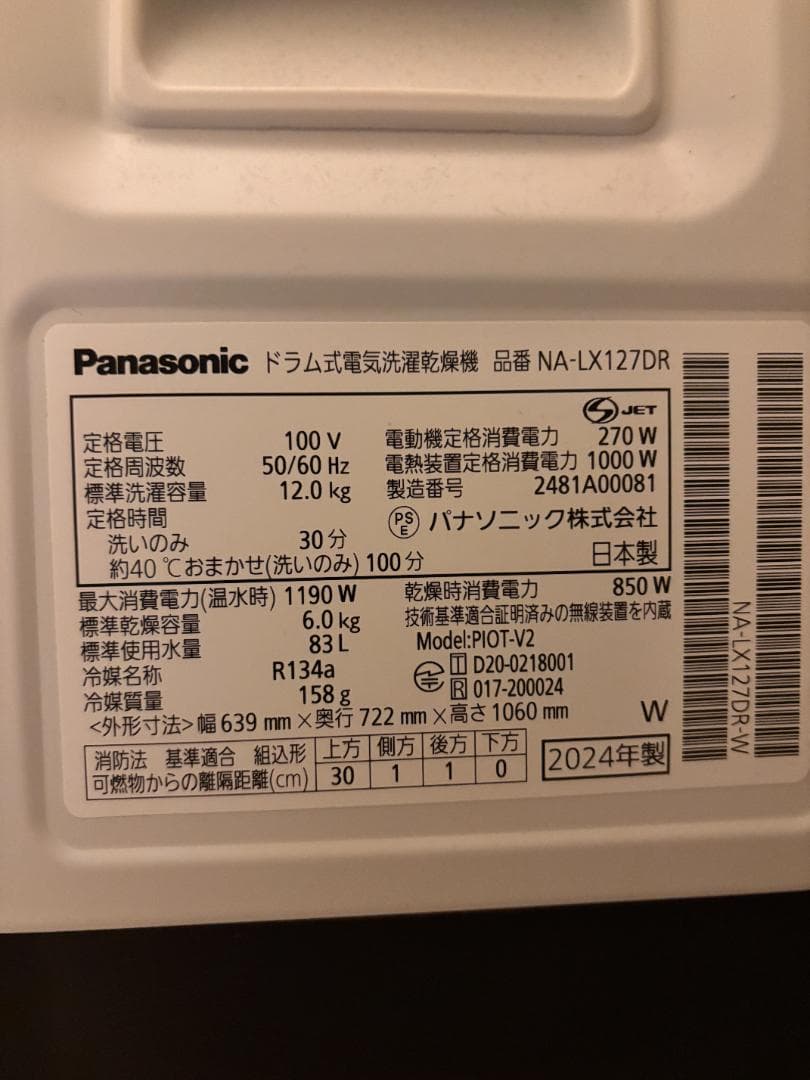 Panasonic ドラム式電気洗濯乾燥機 品番 NA-LX127DR
JET
定格電圧 100 V 電動機定格消費電力 270 W
定格周波数 50/60 Hz 電熱装置定格消費電力 1000 W
標準洗濯容量 12.0 kg 製造番号 2481A00081
定格時間 PSE パナソニック株式会社
洗いのみ 30 分
約40 ℃おまかせ(洗いのみ) 100 分 日本製
最大消費電力(温水時) 1190 W 乾燥時消費電力 850 W
標準乾燥容量 6.0 kg 技術基準適合証明済みの無線装置を内蔵
標準使用水量 83 L Model:PIOT-V2
冷媒名称 R134a T D20-0218001
冷媒質量 158 g R 017-200024
<外形寸法> 幅 639 mm ×奥行 722 mm ×高さ 1060 mm W
消防法 基準適合 組込形 上方 側方 後方 下方
可燃物からの離隔距離(cm) 30 1 1 0
2024年製
NA-LX127DR-W